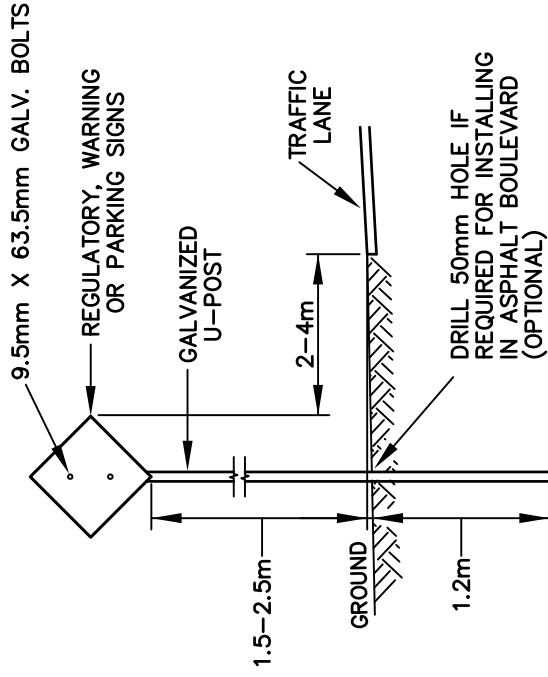 9.5mm X 63.5mm GALV. BOLTS
REGULATORY, WARNING
OR PARKING SIGNS
GALVANIZED
U-POST
TRAFFIC
LANE
2-4m
1.5-2.5m
GROUND
1.2m
DRILL 50mm HOLE IF
REQUIRED FOR INSTALLING
IN ASPHALT BOULEVARD
(OPTIONAL)